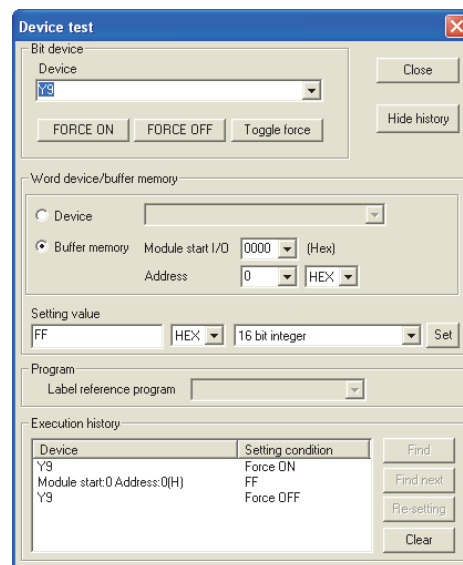 Device test
Bit device
Device
Y9
Close
FORCE ON FORCE OFF Toggle force
Hide history
Word device/buffer memory
Device
Buffer memory Module start I/O 0000 (Hex)
Address 0 HEX
Setting value
FF HEX 16 bit integer Set
Program
Label reference program
Execution history
Device Setting condition
Y9 Force ON
Module start:0 Address:0(H) FF
Y9 Force OFF
Find
Find next
Re-setting
Clear